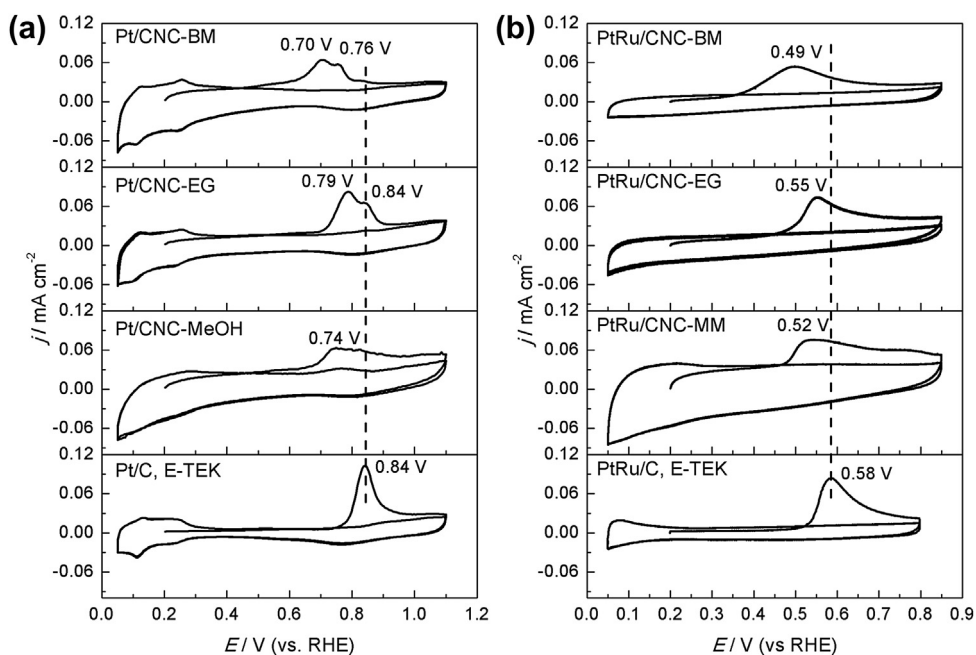 (a)
Pt/CNC-BM
0.70 V
0.76 V
0.12
0.06
0.00
-0.06
0.12
Pt/CNC-EG
0.79 V
0.84 V
0.06
0.00
-0.06
0.12
Pt/CNC-MeOH
0.74 V
0.06
0.00
-0.06
0.12
Pt/C, E-TEK
0.84 V
0.06
0.00
-0.06
j / mA cm-2
0.0 0.2 0.4 0.6 0.8 1.0 1.2
E / V (vs. RHE)
(b)
PtRu/CNC-BM
0.49 V
0.12
0.06
0.00
-0.06
0.12
PtRu/CNC-EG
0.55 V
0.06
0.00
-0.06
0.12
PtRu/CNC-MM
0.52 V
0.06
0.00
-0.06
0.12
PtRu/C, E-TEK
0.58 V
0.06
0.00
-0.06
j / mA cm-2
0.0 0.1 0.2 0.3 0.4 0.5 0.6 0.7 0.8 0.9
E / V (vs RHE)